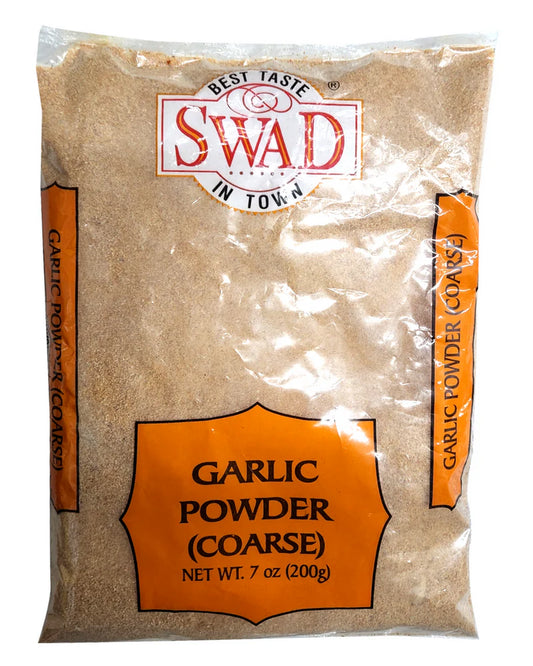 BEST TASTE
®
SWAD
IN TOWN
GARLIC POWDER (COARSE)
GARLIC POWDER (COARSE)
GARLIC
POWDER
(COARSE)
NET WT. 7 oz (200g)